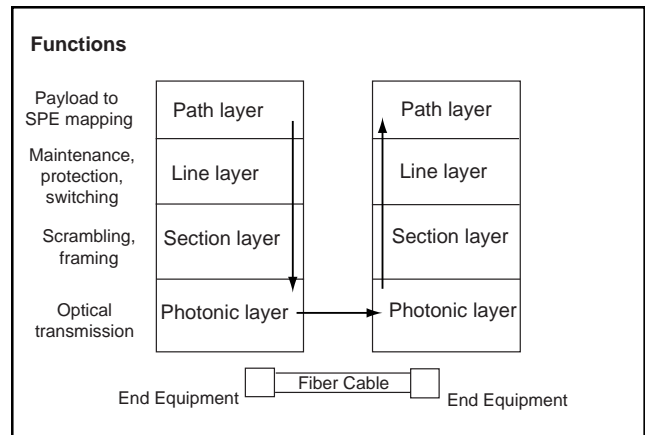 Functions
Payload to
SPE mapping
Path layer
Path layer
Maintenance,
protection,
switching
Line layer
Line layer
Scrambling,
framing
Section layer
Section layer
Optical
transmission
Photonic layer
Photonic layer
Fiber Cable
End Equipment
End Equipment